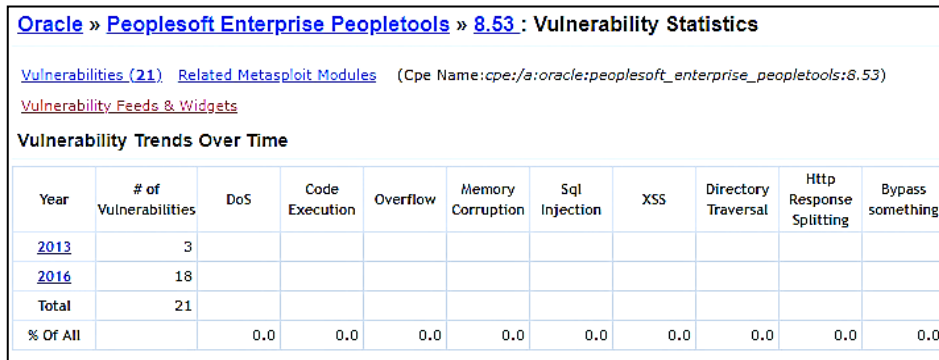 Oracle » Peoplesoft Enterprise Peopletools » 8.53 : Vulnerability Statistics
Vulnerabilities (21) Related Metasploit Modules (Cpe Name:cpe:/a:oracle:peoplesoft_enterprise_peopletools:8.53)
Vulnerability Feeds & Widgets
Vulnerability Trends Over Time
Year # of Vulnerabilities DoS Code Execution Overflow Memory Corruption Sql Injection XSS Directory Traversal Http Response Splitting Bypass something
2013 3
2016 18
Total 21
% Of All 0.0 0.0 0.0 0.0 0.0 0.0 0.0 0.0 0.0